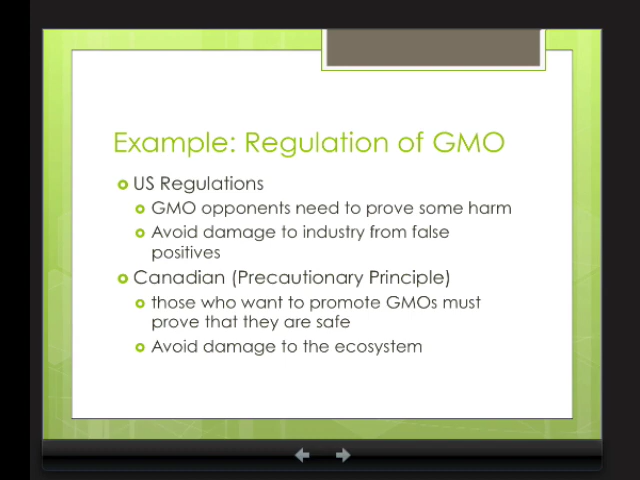 Example: Regulation of GMO
US Regulations
GMO opponents need to prove some harm
Avoid damage to industry from false
positives
Canadian (Precautionary Principle)
those who want to promote GMOs must
prove that they are safe
Avoid damage to the ecosystem